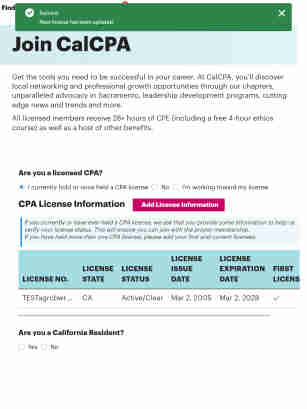 Find
Success
Your license has been updated!
Join CalCPA
Get the tools you need to be successful in your career. At CalCPA, you'll discover
local networking and professional growth opportunities through our chapters,
unparalleled advocacy in Sacramento, leadership development programs, cutting
edge news and trends and more.
All licensed members receive 28+ hours of CPE (including a free 4-hour ethics
course) as well as a host of other benefits.
Are you a licensed CPA?
I currently hold or once held a CPA license No I'm working toward my license
CPA License Information Add License Information
If you currently or have ever held a CPA license, we ask that you provide some information to help us
verify your license status. This will ensure you can join with the proper membership.
If you have held more than one CPA license, please add your first and current licenses.
LICENSE NO. LICENSE STATE LICENSE STATUS LICENSE ISSUE DATE LICENSE EXPIRATION DATE FIRST LICENS
CA Active/Clear Mar 2, 2005 Mar 2, 2028
Are you a California Resident?
Yes No